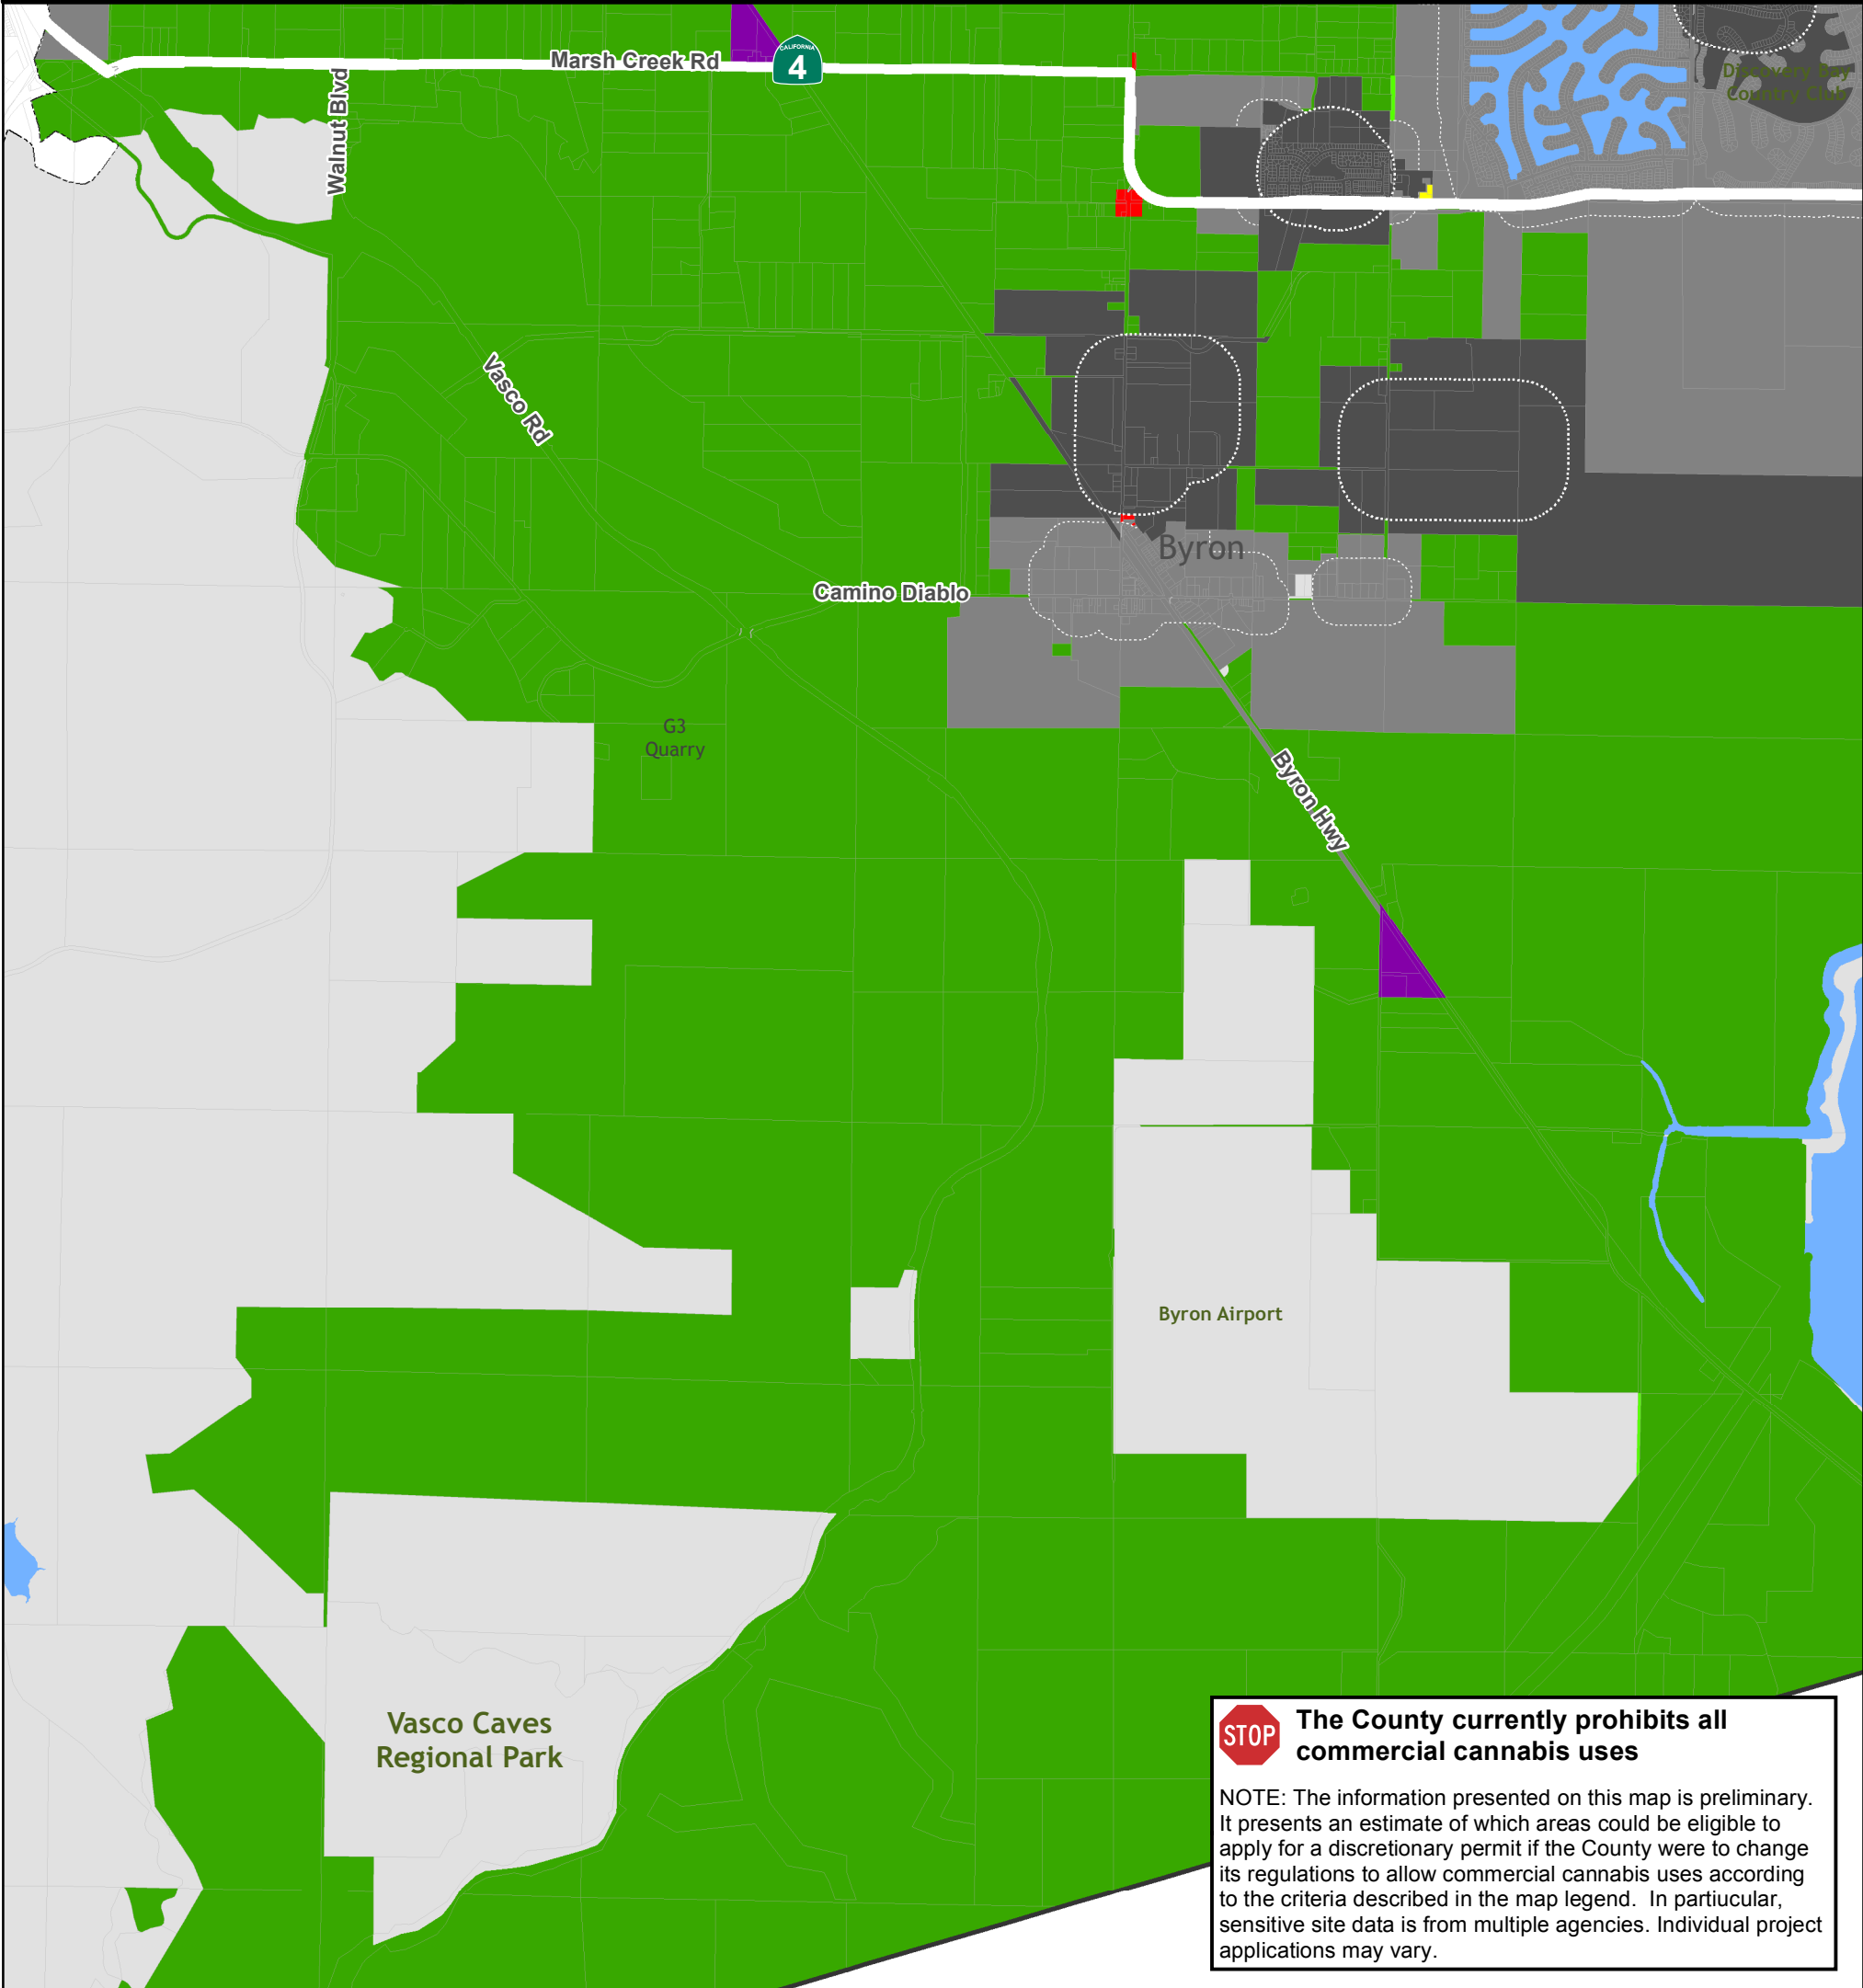 Marsh Creek Rd
CALIFORNIA
4
Discovery Bay
Country Club
Walnut Blvd
Vasco Rd
Byron
Camino Diablo
G3
Quarry
Byron Hwy
Byron Airport
Vasco Caves
Regional Park
STOP
The County currently prohibits all
commercial cannabis uses
NOTE: The information presented on this map is preliminary.
It presents an estimate of which areas could be eligible to
apply for a discretionary permit if the County were to change
its regulations to allow commercial cannabis uses according
to the criteria described in the map legend.  In partiucular,
sensitive site data is from multiple agencies. Individual project
applications may vary.